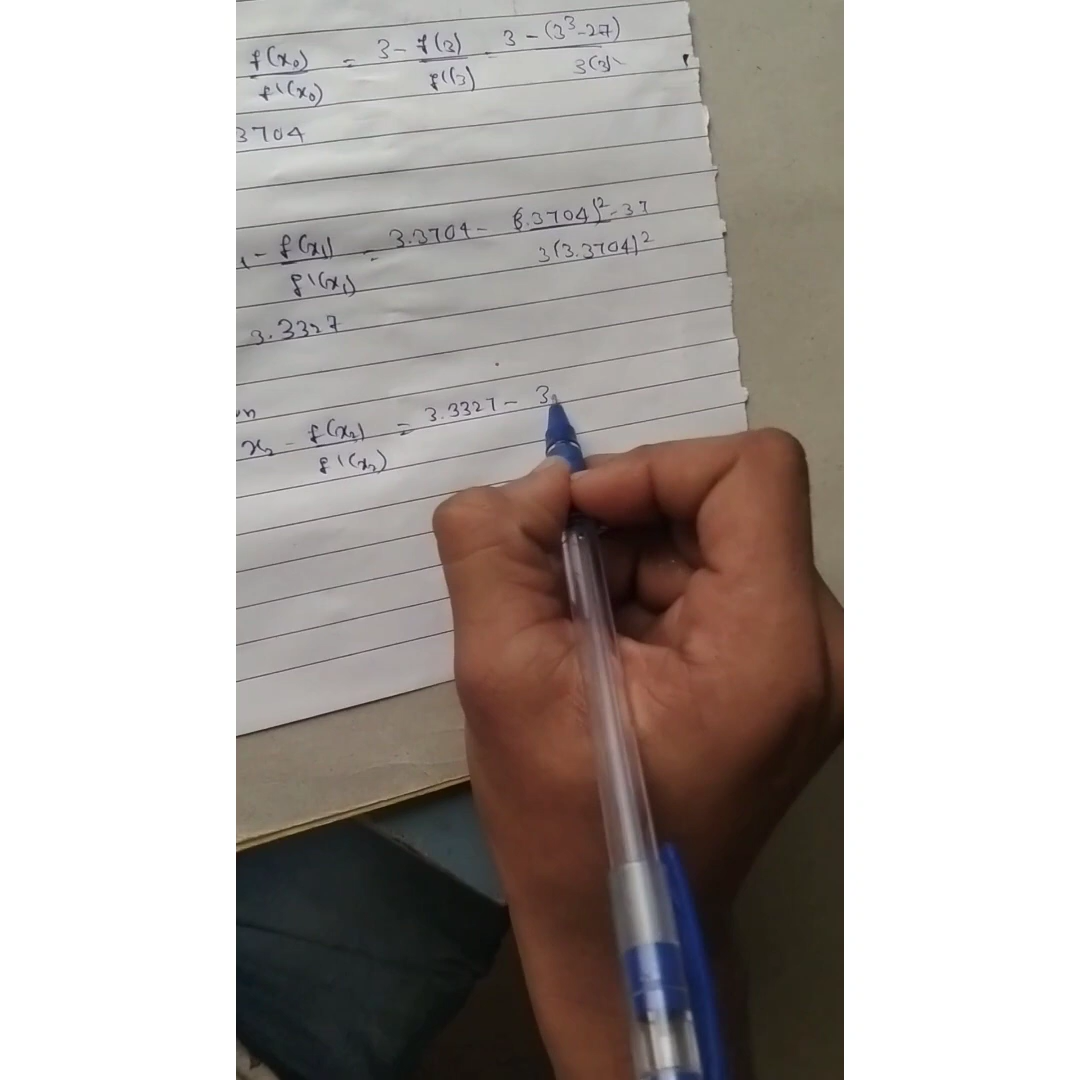 f(x₀)/f'(x₀) = 3 - f(3)/f'(3) = 3 - (3³-27)/3(3)
3704
- f(x₁)/f'(x₁) = 3.3704 - (3.3704)² - 37/3(3.3704)²
3.3327
x₂ - f(x₂)/f'(x₂) = 3.3327 - 3.